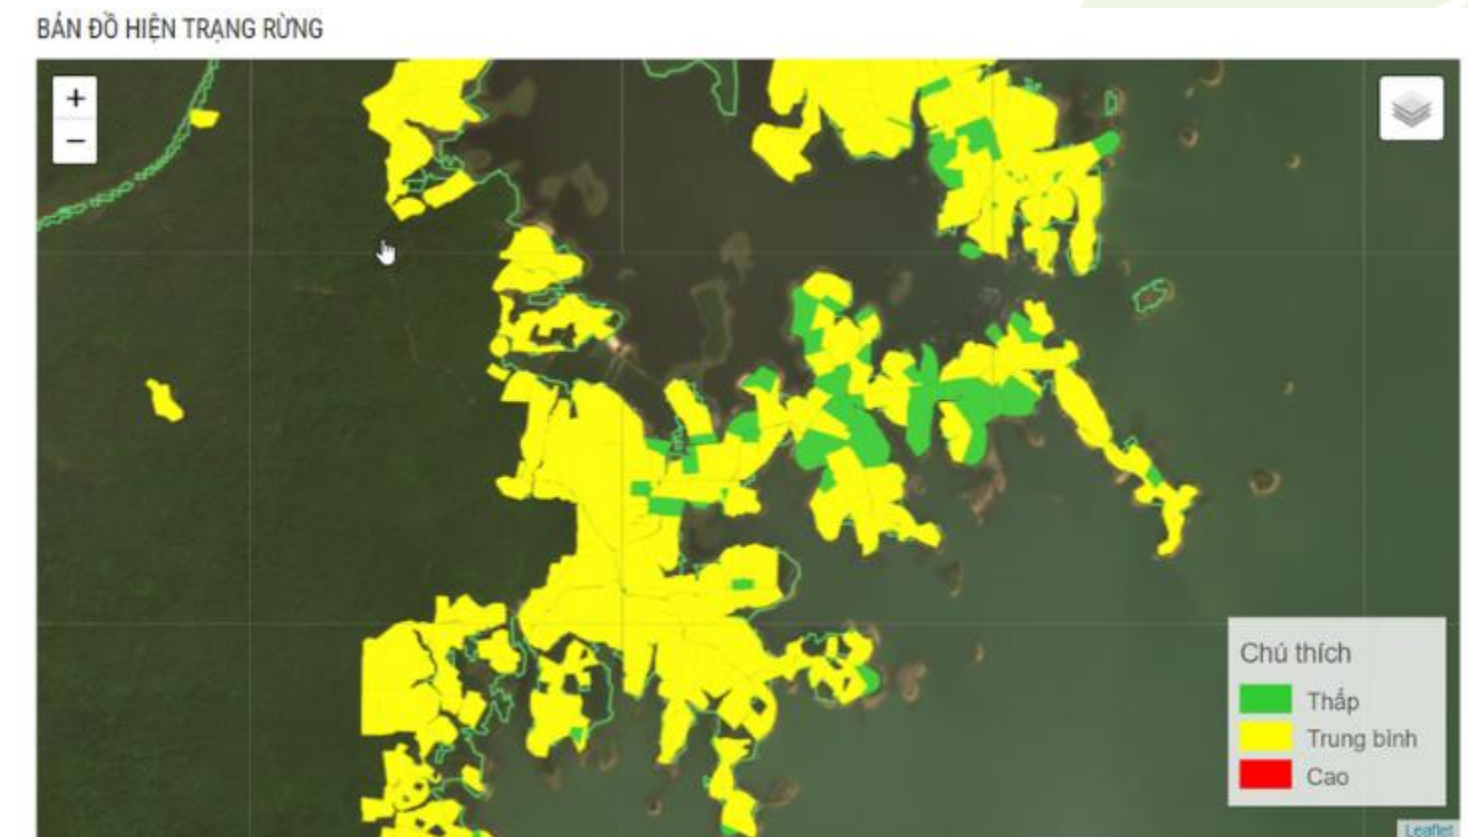 BẢN ĐỒ HIỆN TRẠNG RỪNG
+
−
Chú thích
Thấp
Trung bình
Cao
Leaflet